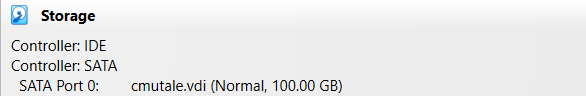 Storage
Controller: IDE
Controller: SATA
SATA Port 0: cmutale.vdi (Normal, 100.00 GB)